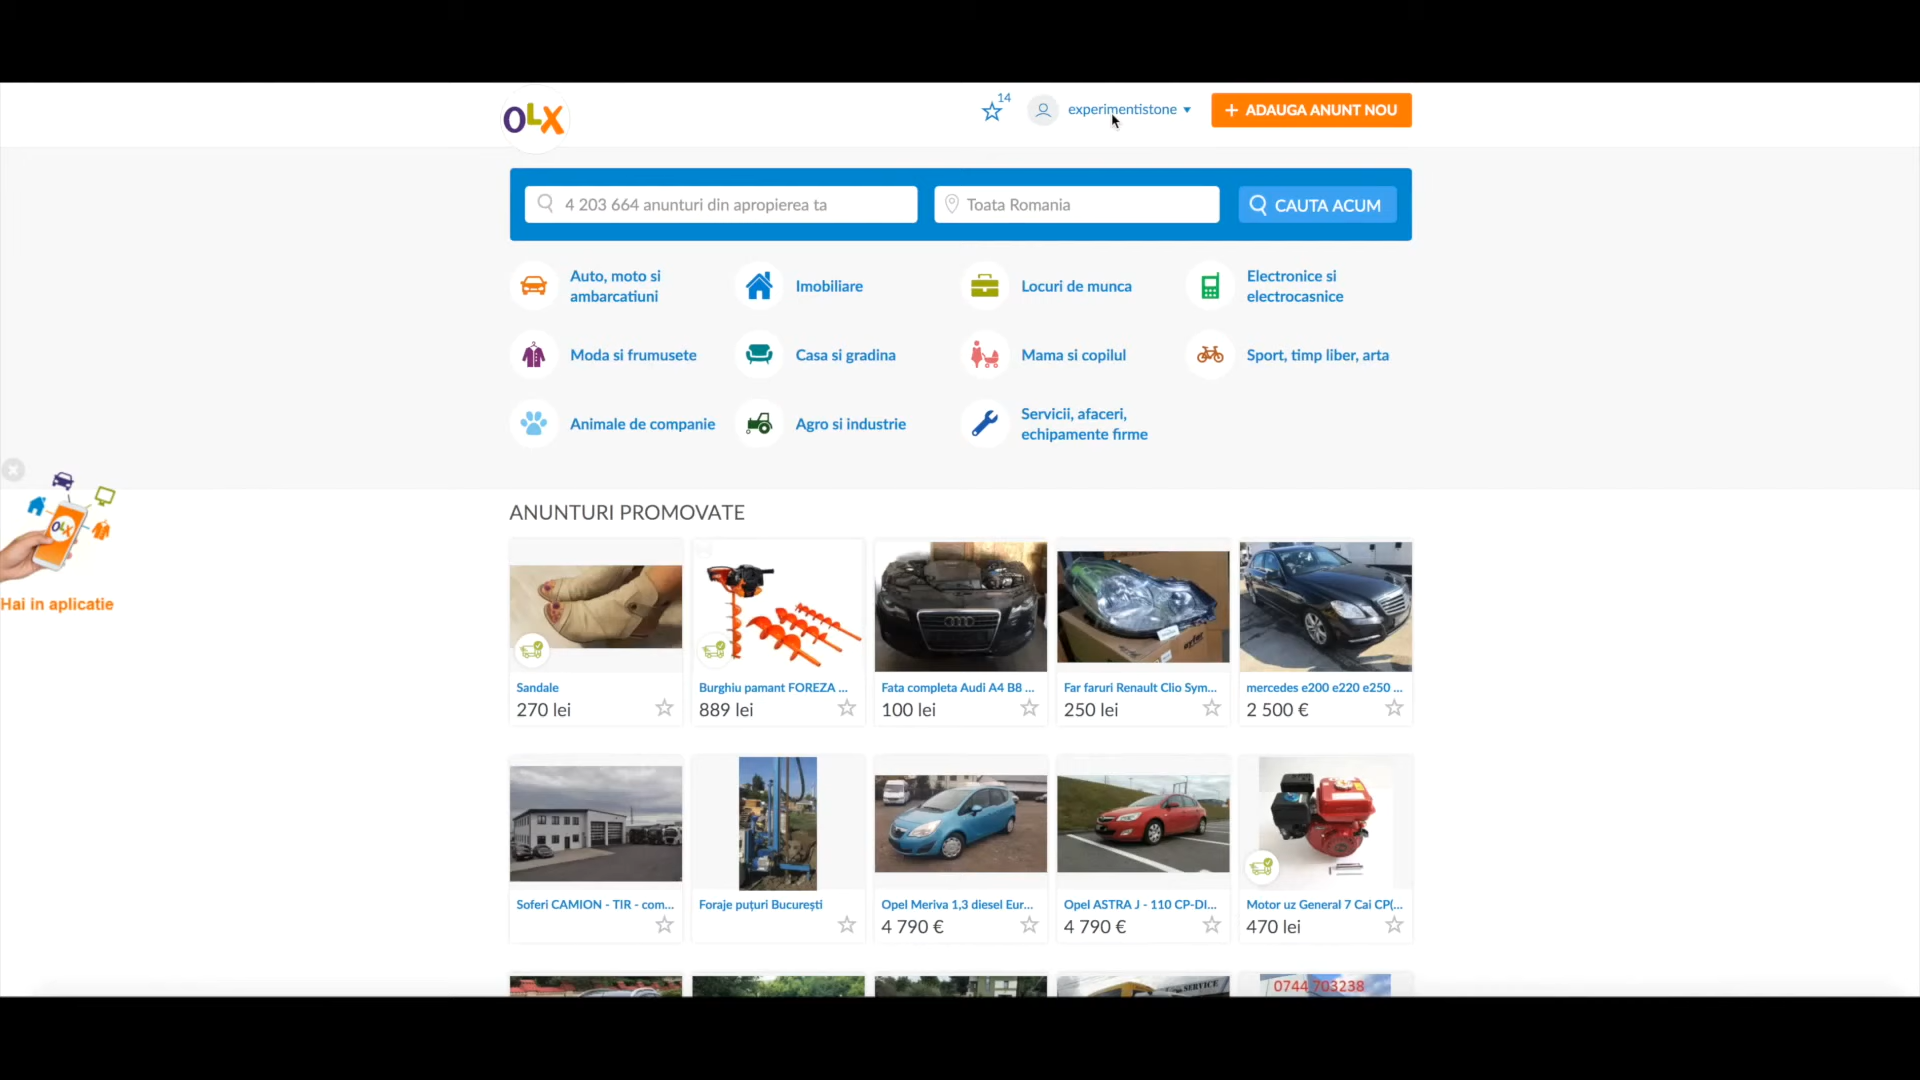 OLX
14
experimentistone
+ ADAUGA ANUNT NOU
4 203 664 anunturi din apropierea ta
Toata Romania
CAUTA ACUM
Auto, moto si
ambarcatiuni
Imobiliare
Locuri de munca
Electronice si
electrocasnice
Moda si frumusete
Casa si gradina
Mama si copilul
Sport, timp liber, arta
Animale de companie
Agro si industrie
Servicii, afaceri,
echipamente firme
OLX
Hai in aplicatie
ANUNTURI PROMOVATE
Sandale
270 lei
Burghiu pamant FOREZA ...
889 lei
Fata completa Audi A4 B8 ...
100 lei
Far faruri Renault Clio Sym...
250 lei
mercedes e200 e220 e250 ...
2 500 €
Soferi CAMION - TIR - com...
Foraje puțuri București
Opel Meriva 1,3 diesel Eur...
4 790 €
Opel ASTRA J - 110 CP-DI...
4 790 €
Motor uz General 7 Cai CP(...
470 lei
SERVICE
0744 703238